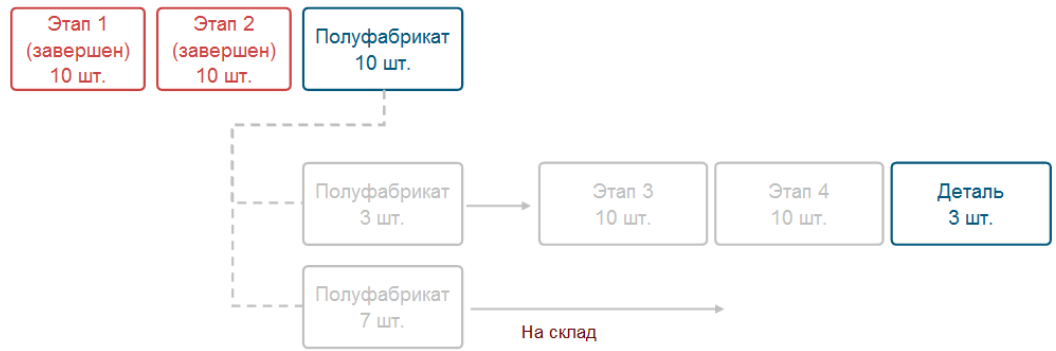 Этап 1
(завершен)
10 шт.
Этап 2
(завершен)
10 шт.
Полуфабрикат
10 шт.
Полуфабрикат
3 шт.
Этап 3
10 шт.
Этап 4
10 шт.
Деталь
3 шт.
Полуфабрикат
7 шт.
На склад